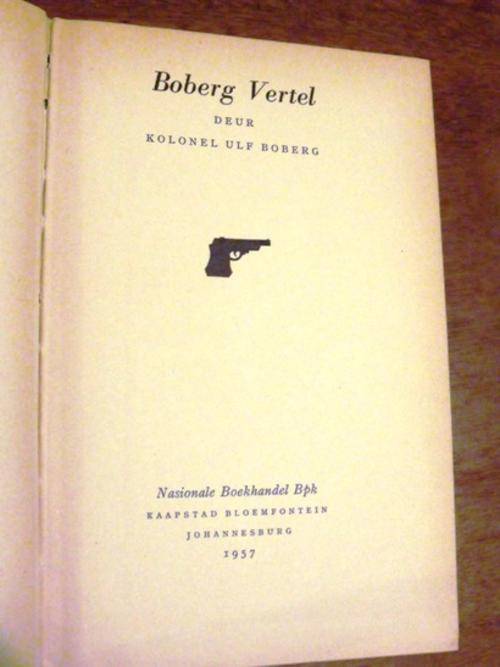 Boberg Vertel
DEUR
KOLONEL ULF BOBERG
Nasionale Boekhandel Bpk
KAAPSTAD BLOEMFONTEIN
JOHANNESBURG
1957